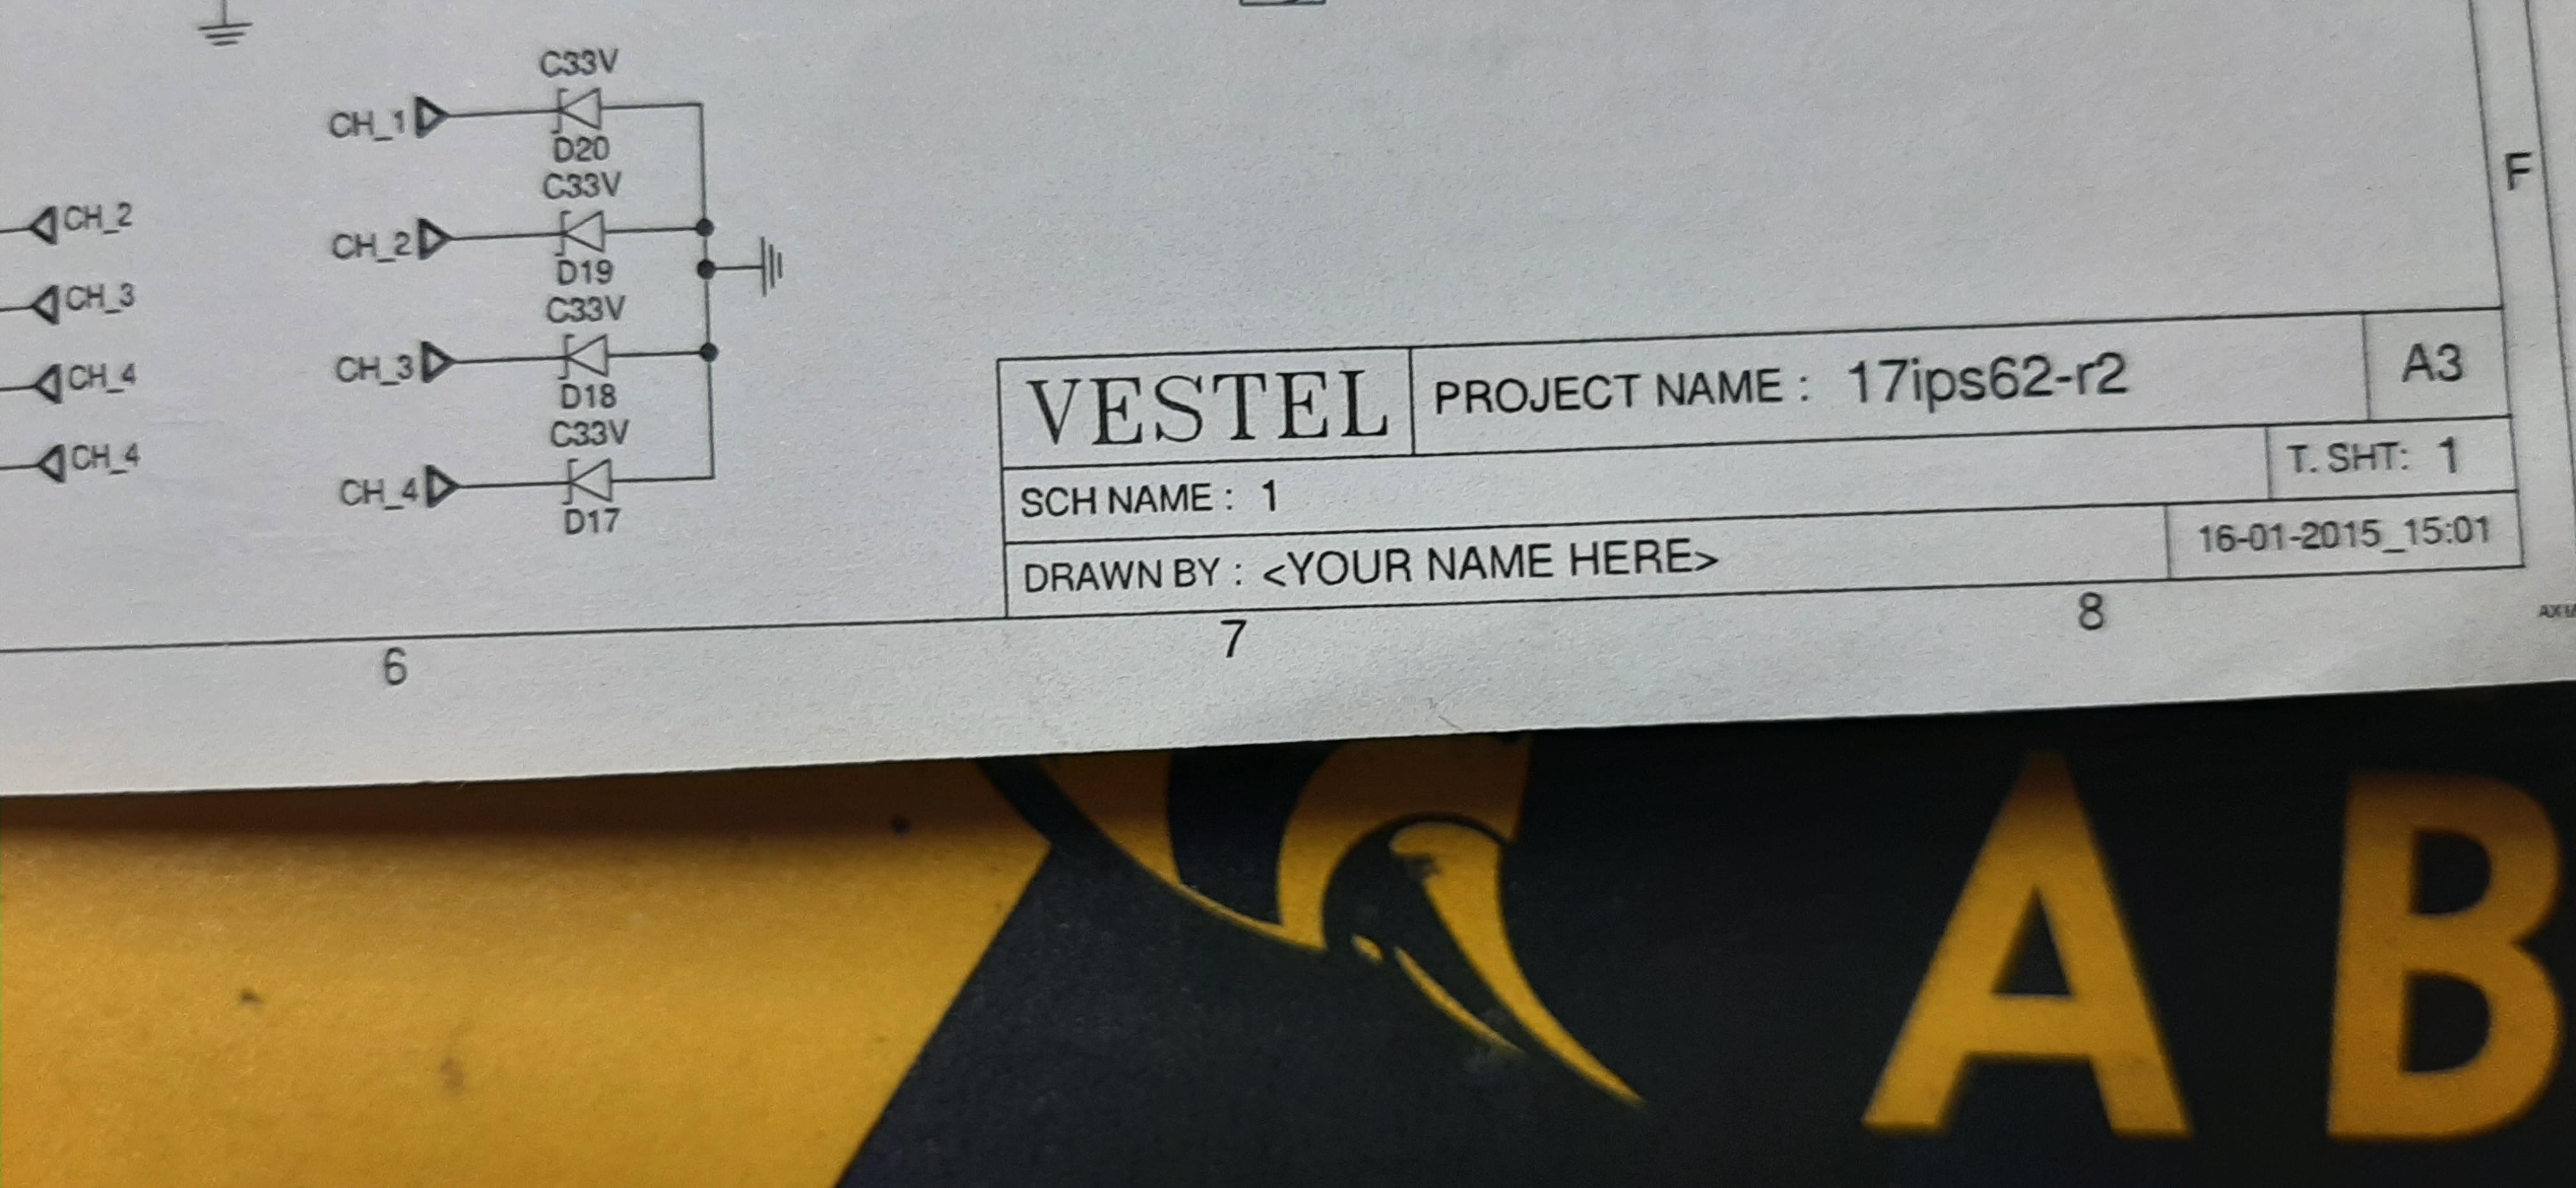 C33V
CH_1
D20
C33V
CH_2
D19
C33V
CH_3
D18
C33V
CH_4
D17
CH_2
CH_3
CH_4
CH_4
F
VESTEL
PROJECT NAME : 17ips62-r2
A3
SCH NAME : 1
T. SHT: 1
DRAWN BY : <YOUR NAME HERE>
16-01-2015_15:01
6
7
8
A B